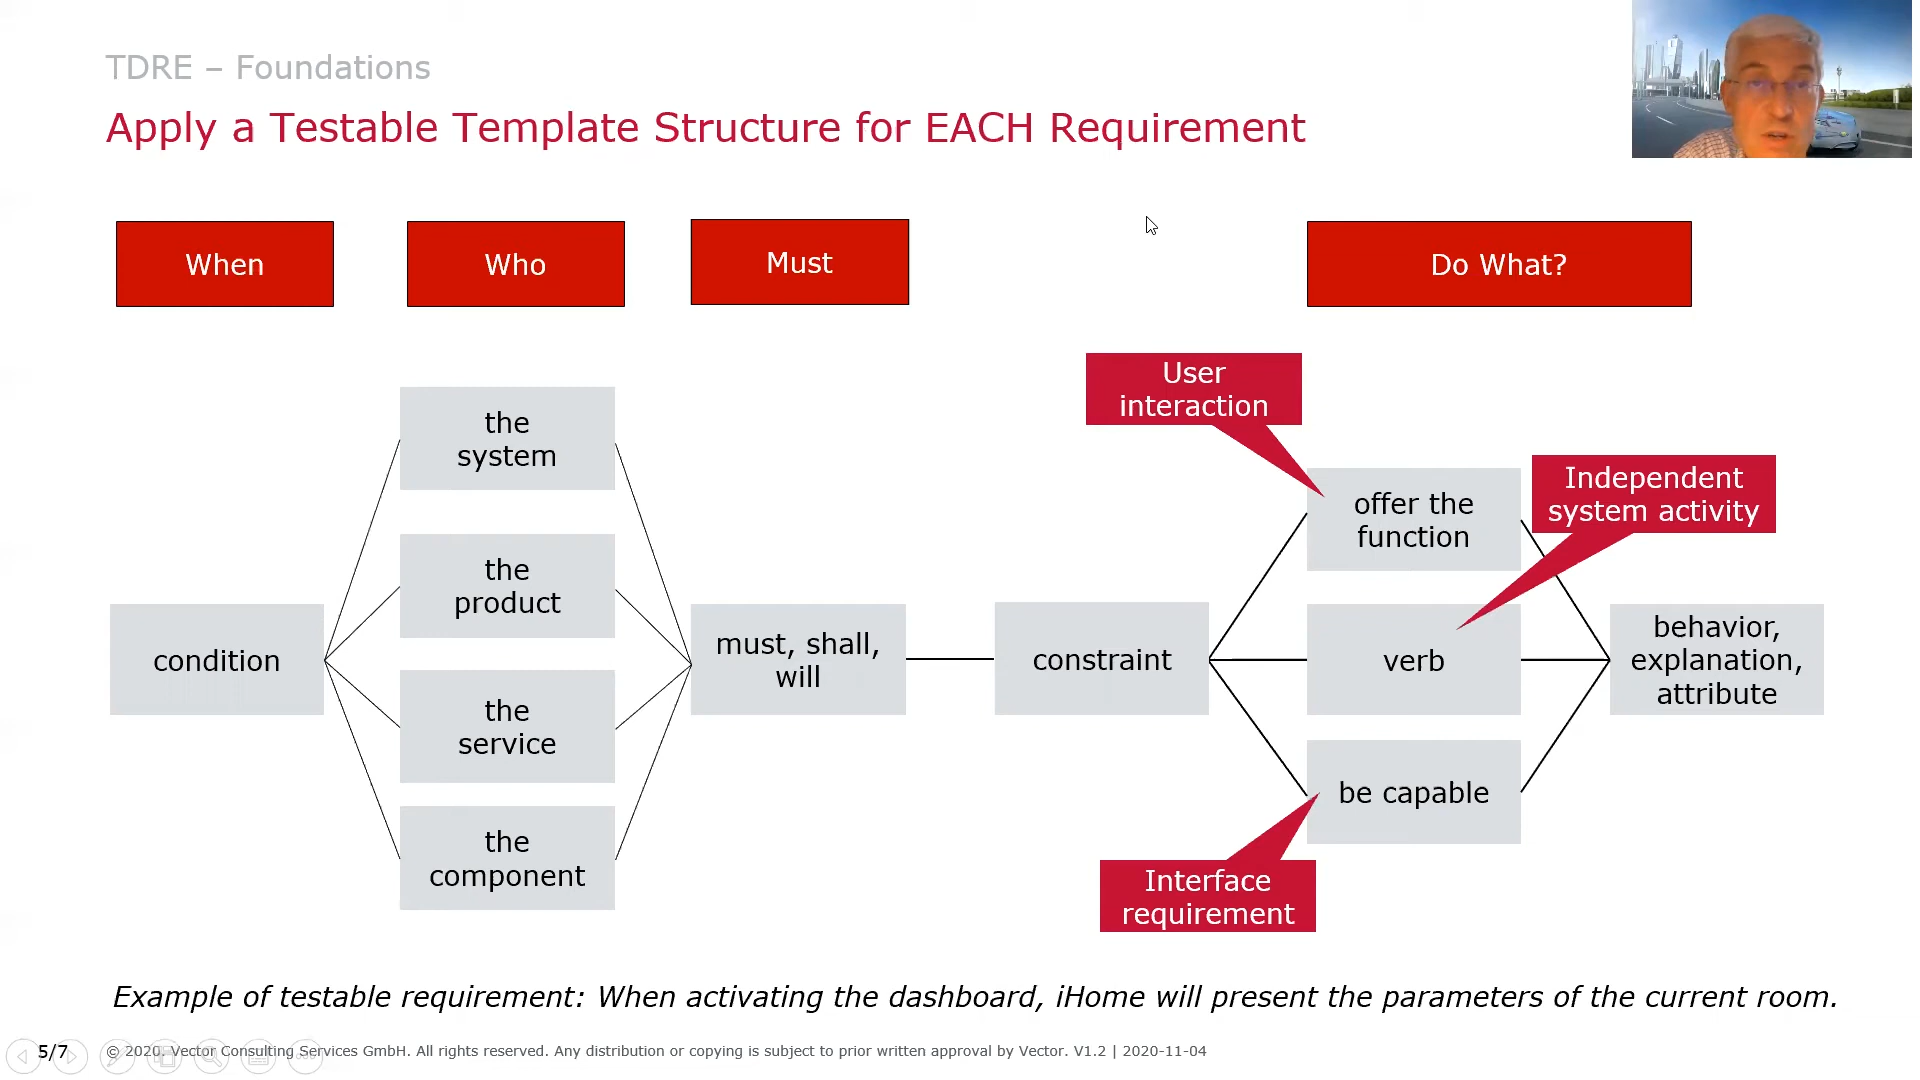 TDRE – Foundations
Apply a Testable Template Structure for EACH Requirement
When
Who
Must
Do What?
condition
the
system
the
product
the
service
the
component
must, shall,
will
constraint
User
interaction
offer the
function
Independent
system activity
verb
be capable
Interface
requirement
behavior,
explanation,
attribute
Example of testable requirement: When activating the dashboard, iHome will present the parameters of the current room.
5/7
© 2020. Vector Consulting Services GmbH. All rights reserved. Any distribution or copying is subject to prior written approval by Vector. V1.2 | 2020-11-04